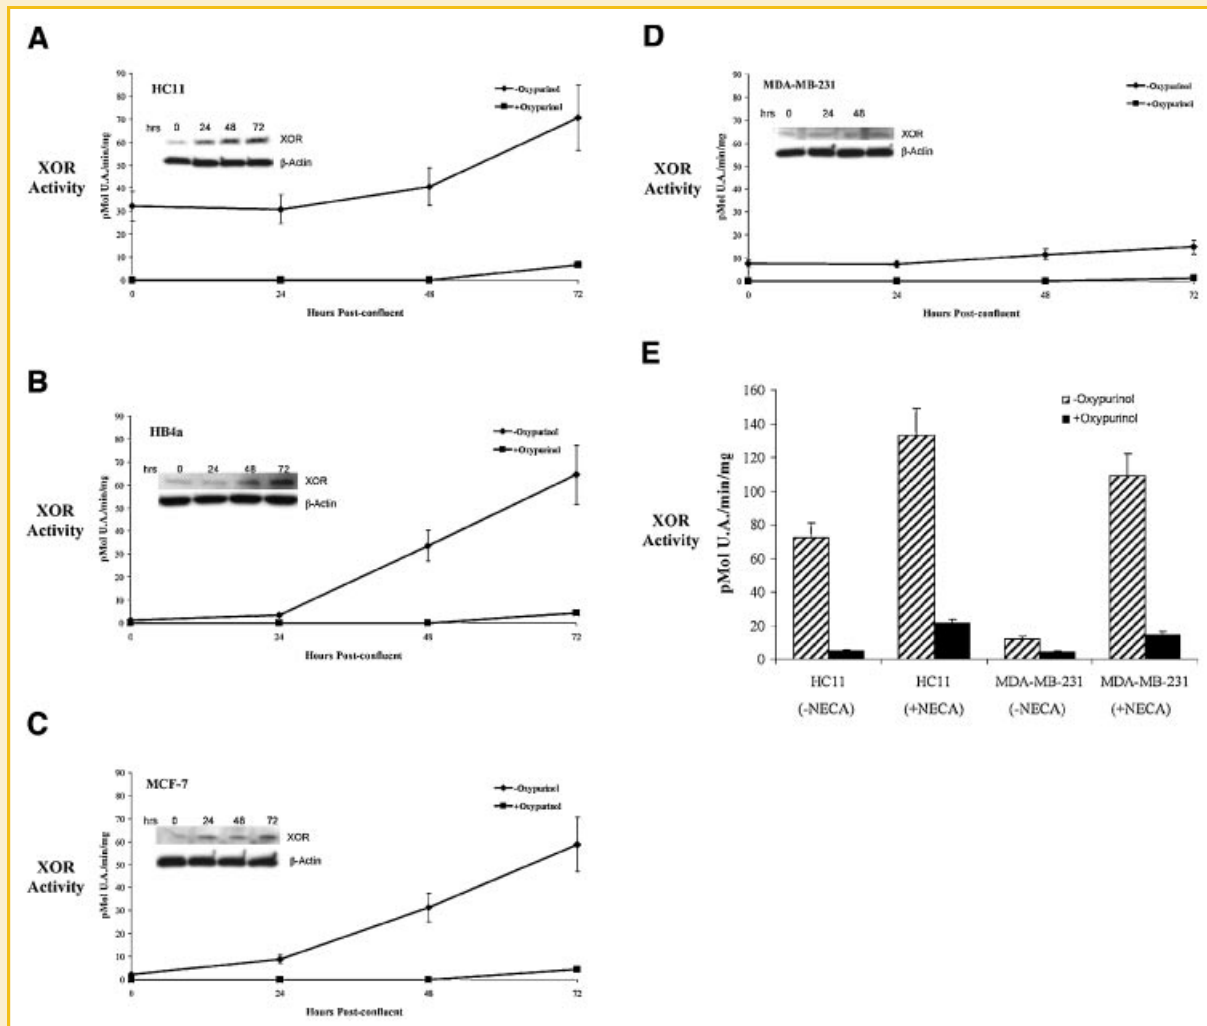 A
HC11
-Oxypurinol
+Oxypurinol
hrs 0 24 48 72
XOR
β-Actin
XOR
Activity
pMol U.A./min/mg
90
80
70
60
50
40
30
20
10
0
0 24 48 72
Hours Post-confluent
B
HB4a
-Oxypurinol
+Oxypurinol
hrs 0 24 48 72
XOR
β-Actin
XOR
Activity
pMol U.A./min/mg
90
80
70
60
50
40
30
20
10
0
0 24 48 72
Hours Post-confluent
C
MCF-7
-Oxypurinol
+Oxypurinol
hrs 0 24 48 72
XOR
β-Actin
XOR
Activity
pMol U.A./min/mg
90
80
70
60
50
40
30
20
10
0
0 24 48 72
Hours Post-confluent
D
MDA-MB-231
-Oxypurinol
+Oxypurinol
hrs 0 24 48 72
XOR
β-Actin
XOR
Activity
pMol U.A./min/mg
90
80
70
60
50
40
30
20
10
0
0 24 48 72
Hours Post-confluent
E
-Oxypurinol
+Oxypurinol
XOR
Activity
pMol U.A./min/mg
160
140
120
100
80
60
40
20
0
HC11 HC11 MDA-MB-231 MDA-MB-231
(-NECA) (+NECA) (-NECA) (+NECA)